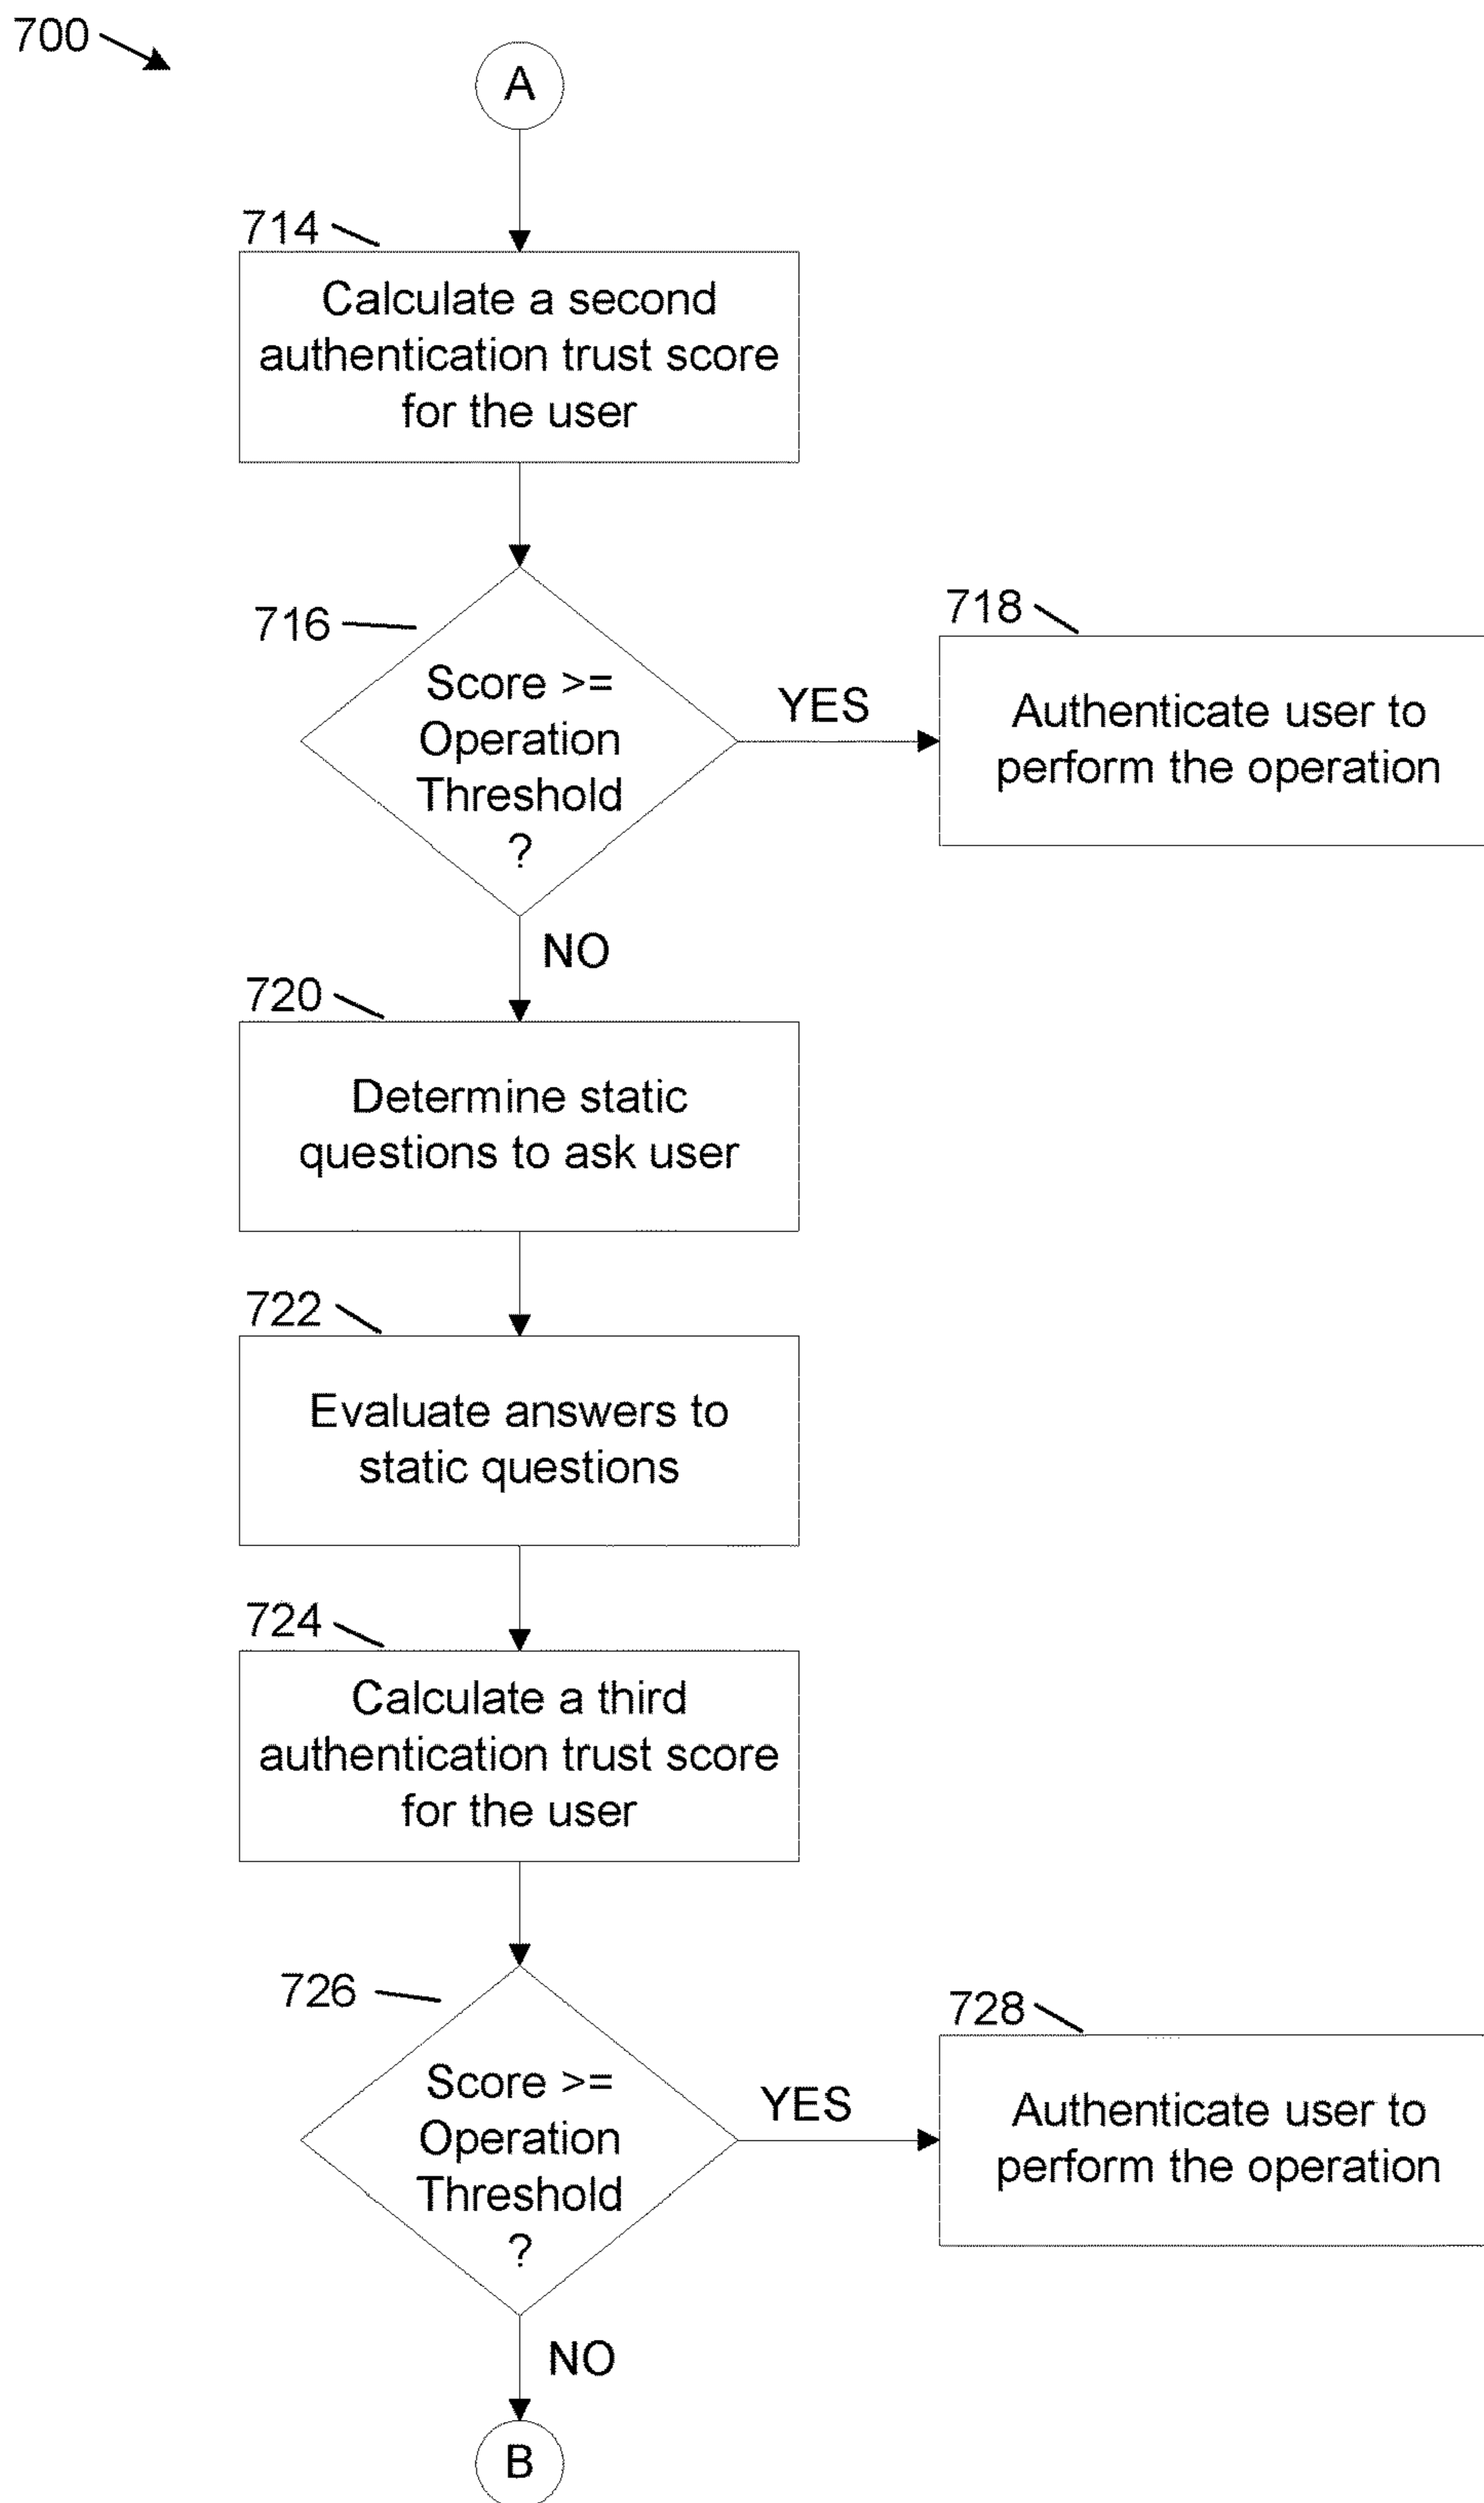 700
A
714
Calculate a second
authentication trust score
for the user
716
Score >=
Operation
Threshold
?
YES
718
Authenticate user to
perform the operation
NO
720
Determine static
questions to ask user
722
Evaluate answers to
static questions
724
Calculate a third
authentication trust score
for the user
726
Score >=
Operation
Threshold
?
YES
728
Authenticate user to
perform the operation
NO
B